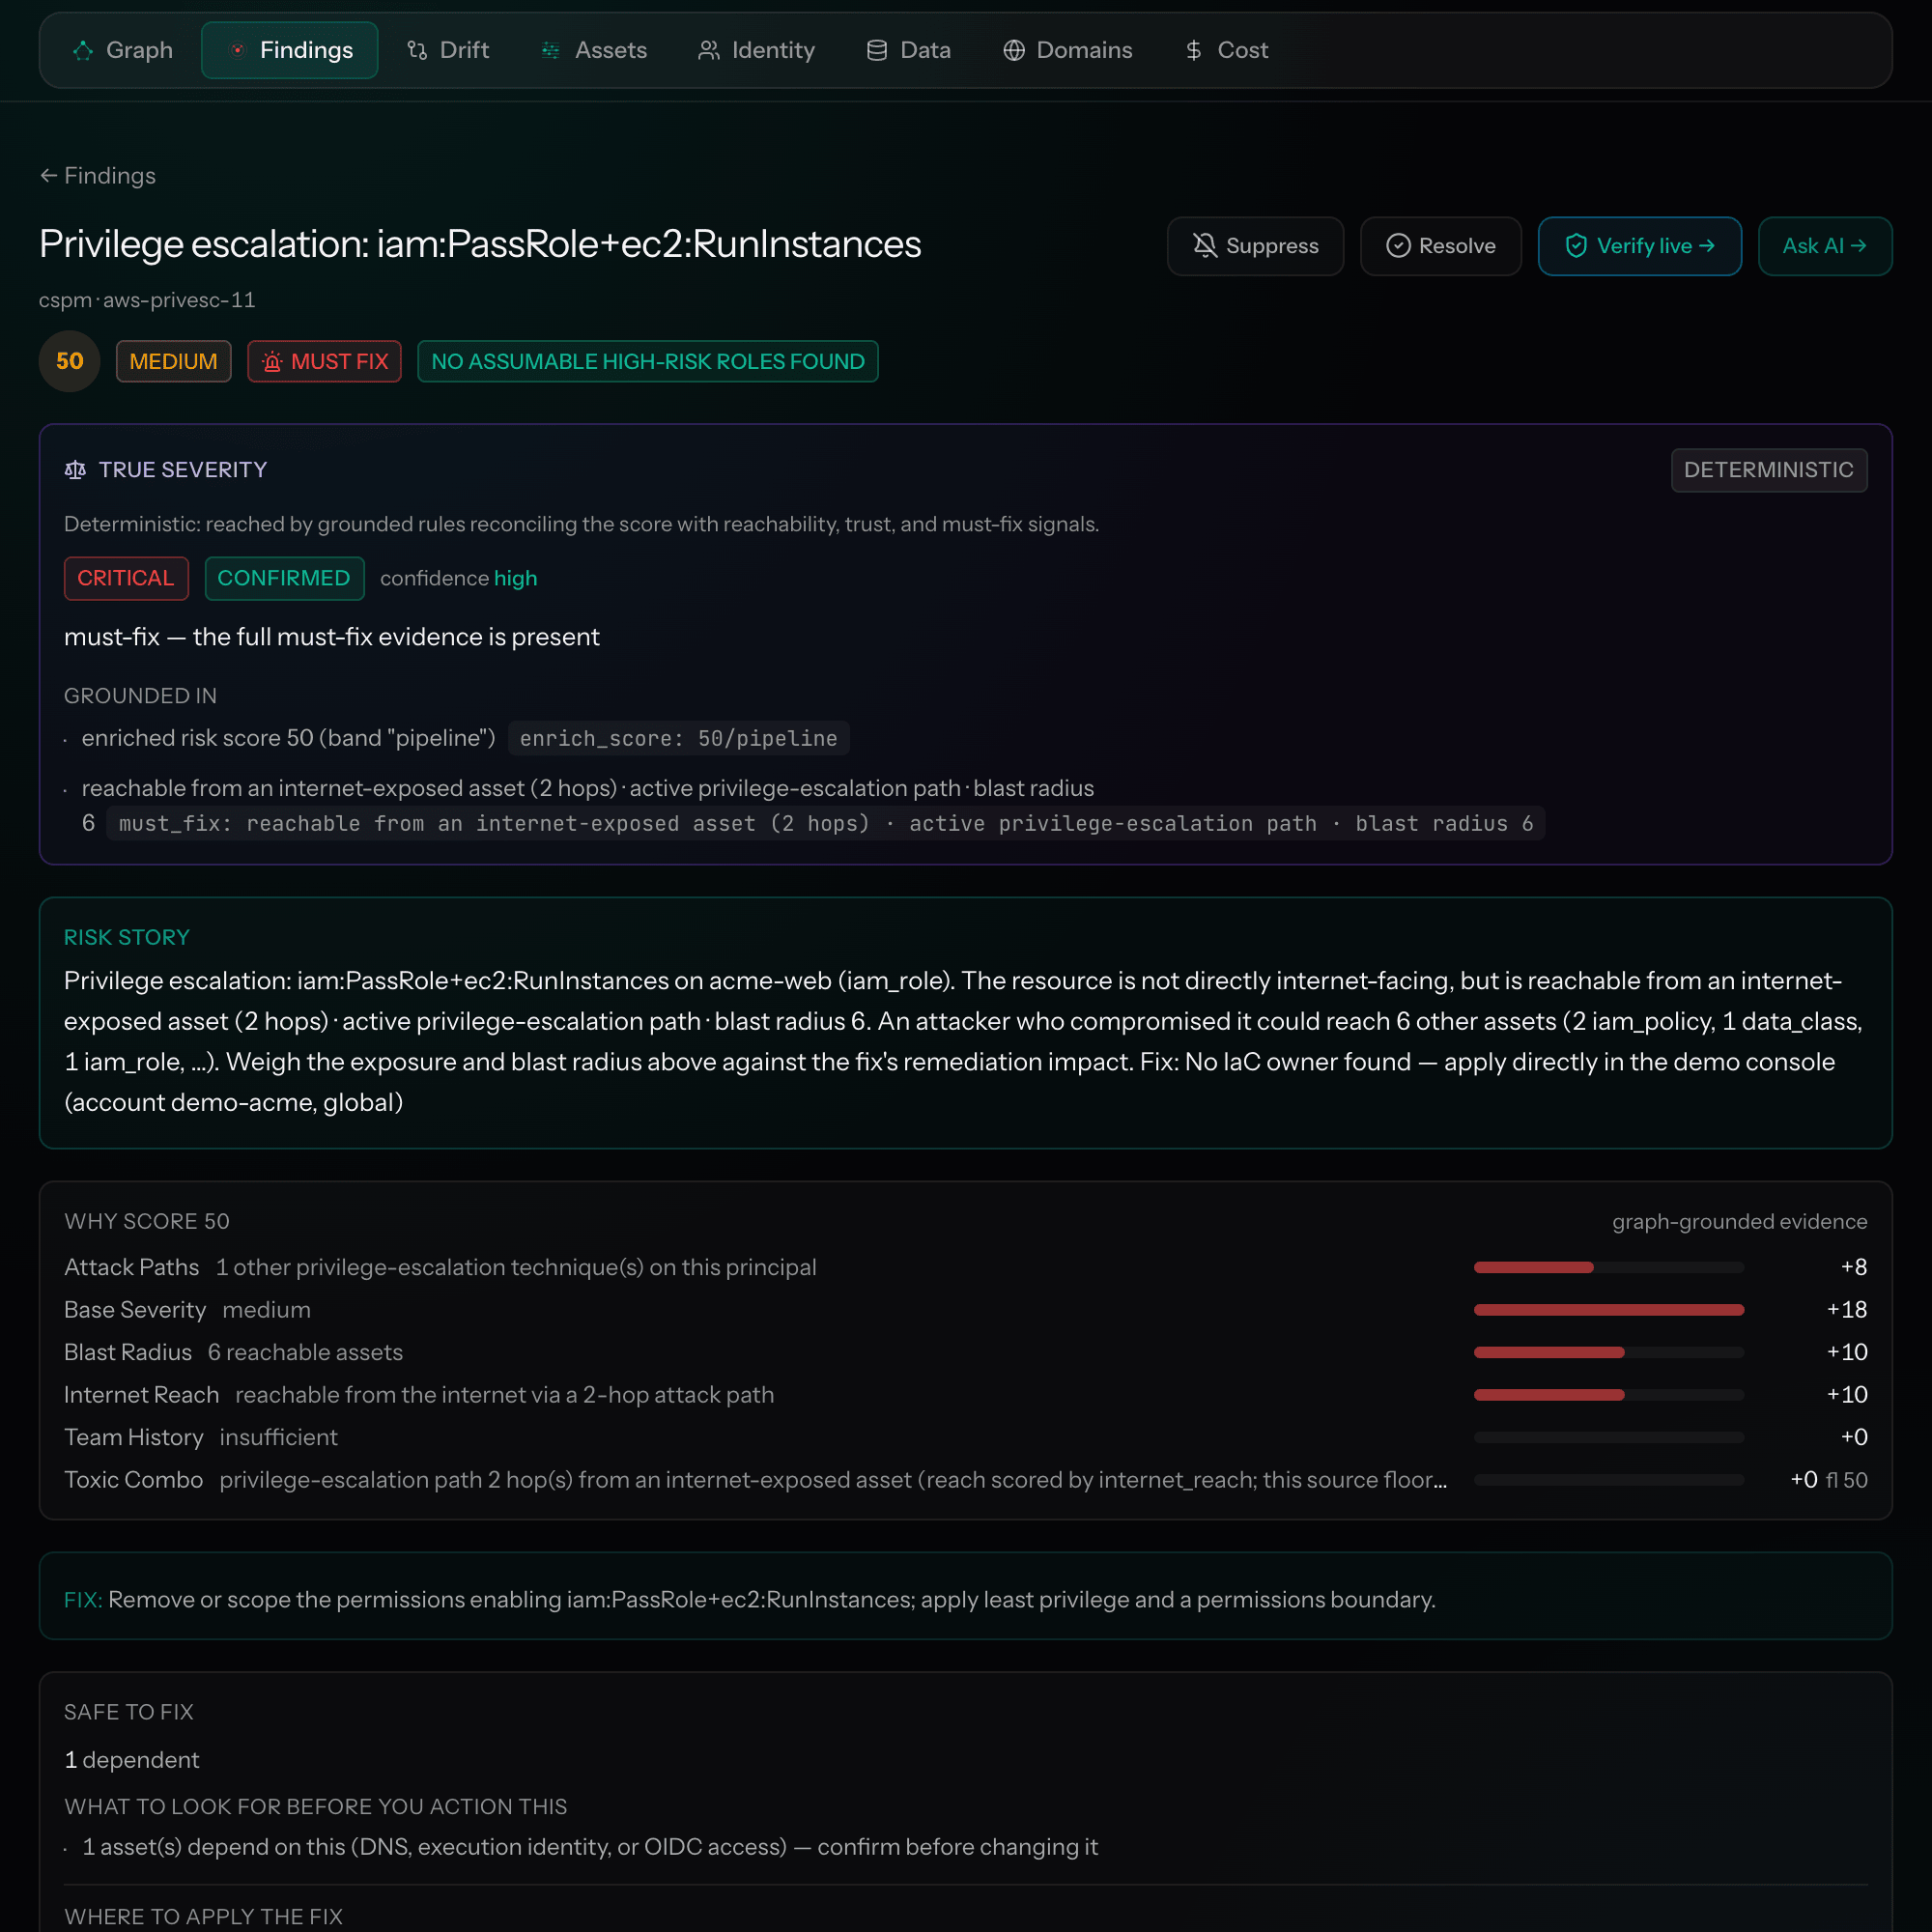 Graph Findings Drift Assets Identity Data Domains Cost
← Findings
Privilege escalation: iam:PassRole+ec2:RunInstances
Suppress Resolve Verify live → Ask AI →
cspm · aws-privesc-11
50 MEDIUM MUST FIX NO ASSUMABLE HIGH-RISK ROLES FOUND
TRUE SEVERITY DETERMINISTIC
Deterministic: reached by grounded rules reconciling the score with reachability, trust, and must-fix signals.
CRITICAL CONFIRMED confidence high
must-fix — the full must-fix evidence is present
GROUNDED IN
· enriched risk score 50 (band "pipeline") enrich_score: 50/pipeline
· reachable from an internet-exposed asset (2 hops) · active privilege-escalation path · blast radius
6 must_fix: reachable from an internet-exposed asset (2 hops) · active privilege-escalation path · blast radius 6
RISK STORY
Privilege escalation: iam:PassRole+ec2:RunInstances on acme-web (iam_role). The resource is not directly internet-facing, but is reachable from an internet-
exposed asset (2 hops) · active privilege-escalation path · blast radius 6. An attacker who compromised it could reach 6 other assets (2 iam_policy, 1 data_class,
1 iam_role, ...). Weigh the exposure and blast radius above against the fix's remediation impact. Fix: No IaC owner found — apply directly in the demo console
(account demo-acme, global)
WHY SCORE 50 graph-grounded evidence
Attack Paths 1 other privilege-escalation technique(s) on this principal +8
Base Severity medium +18
Blast Radius 6 reachable assets +10
Internet Reach reachable from the internet via a 2-hop attack path +10
Team History insufficient +0
Toxic Combo privilege-escalation path 2 hop(s) from an internet-exposed asset (reach scored by internet_reach; this source floor... +0 fl 50
FIX: Remove or scope the permissions enabling iam:PassRole+ec2:RunInstances; apply least privilege and a permissions boundary.
SAFE TO FIX
1 dependent
WHAT TO LOOK FOR BEFORE YOU ACTION THIS
· 1 asset(s) depend on this (DNS, execution identity, or OIDC access) — confirm before changing it
WHERE TO APPLY THE FIX